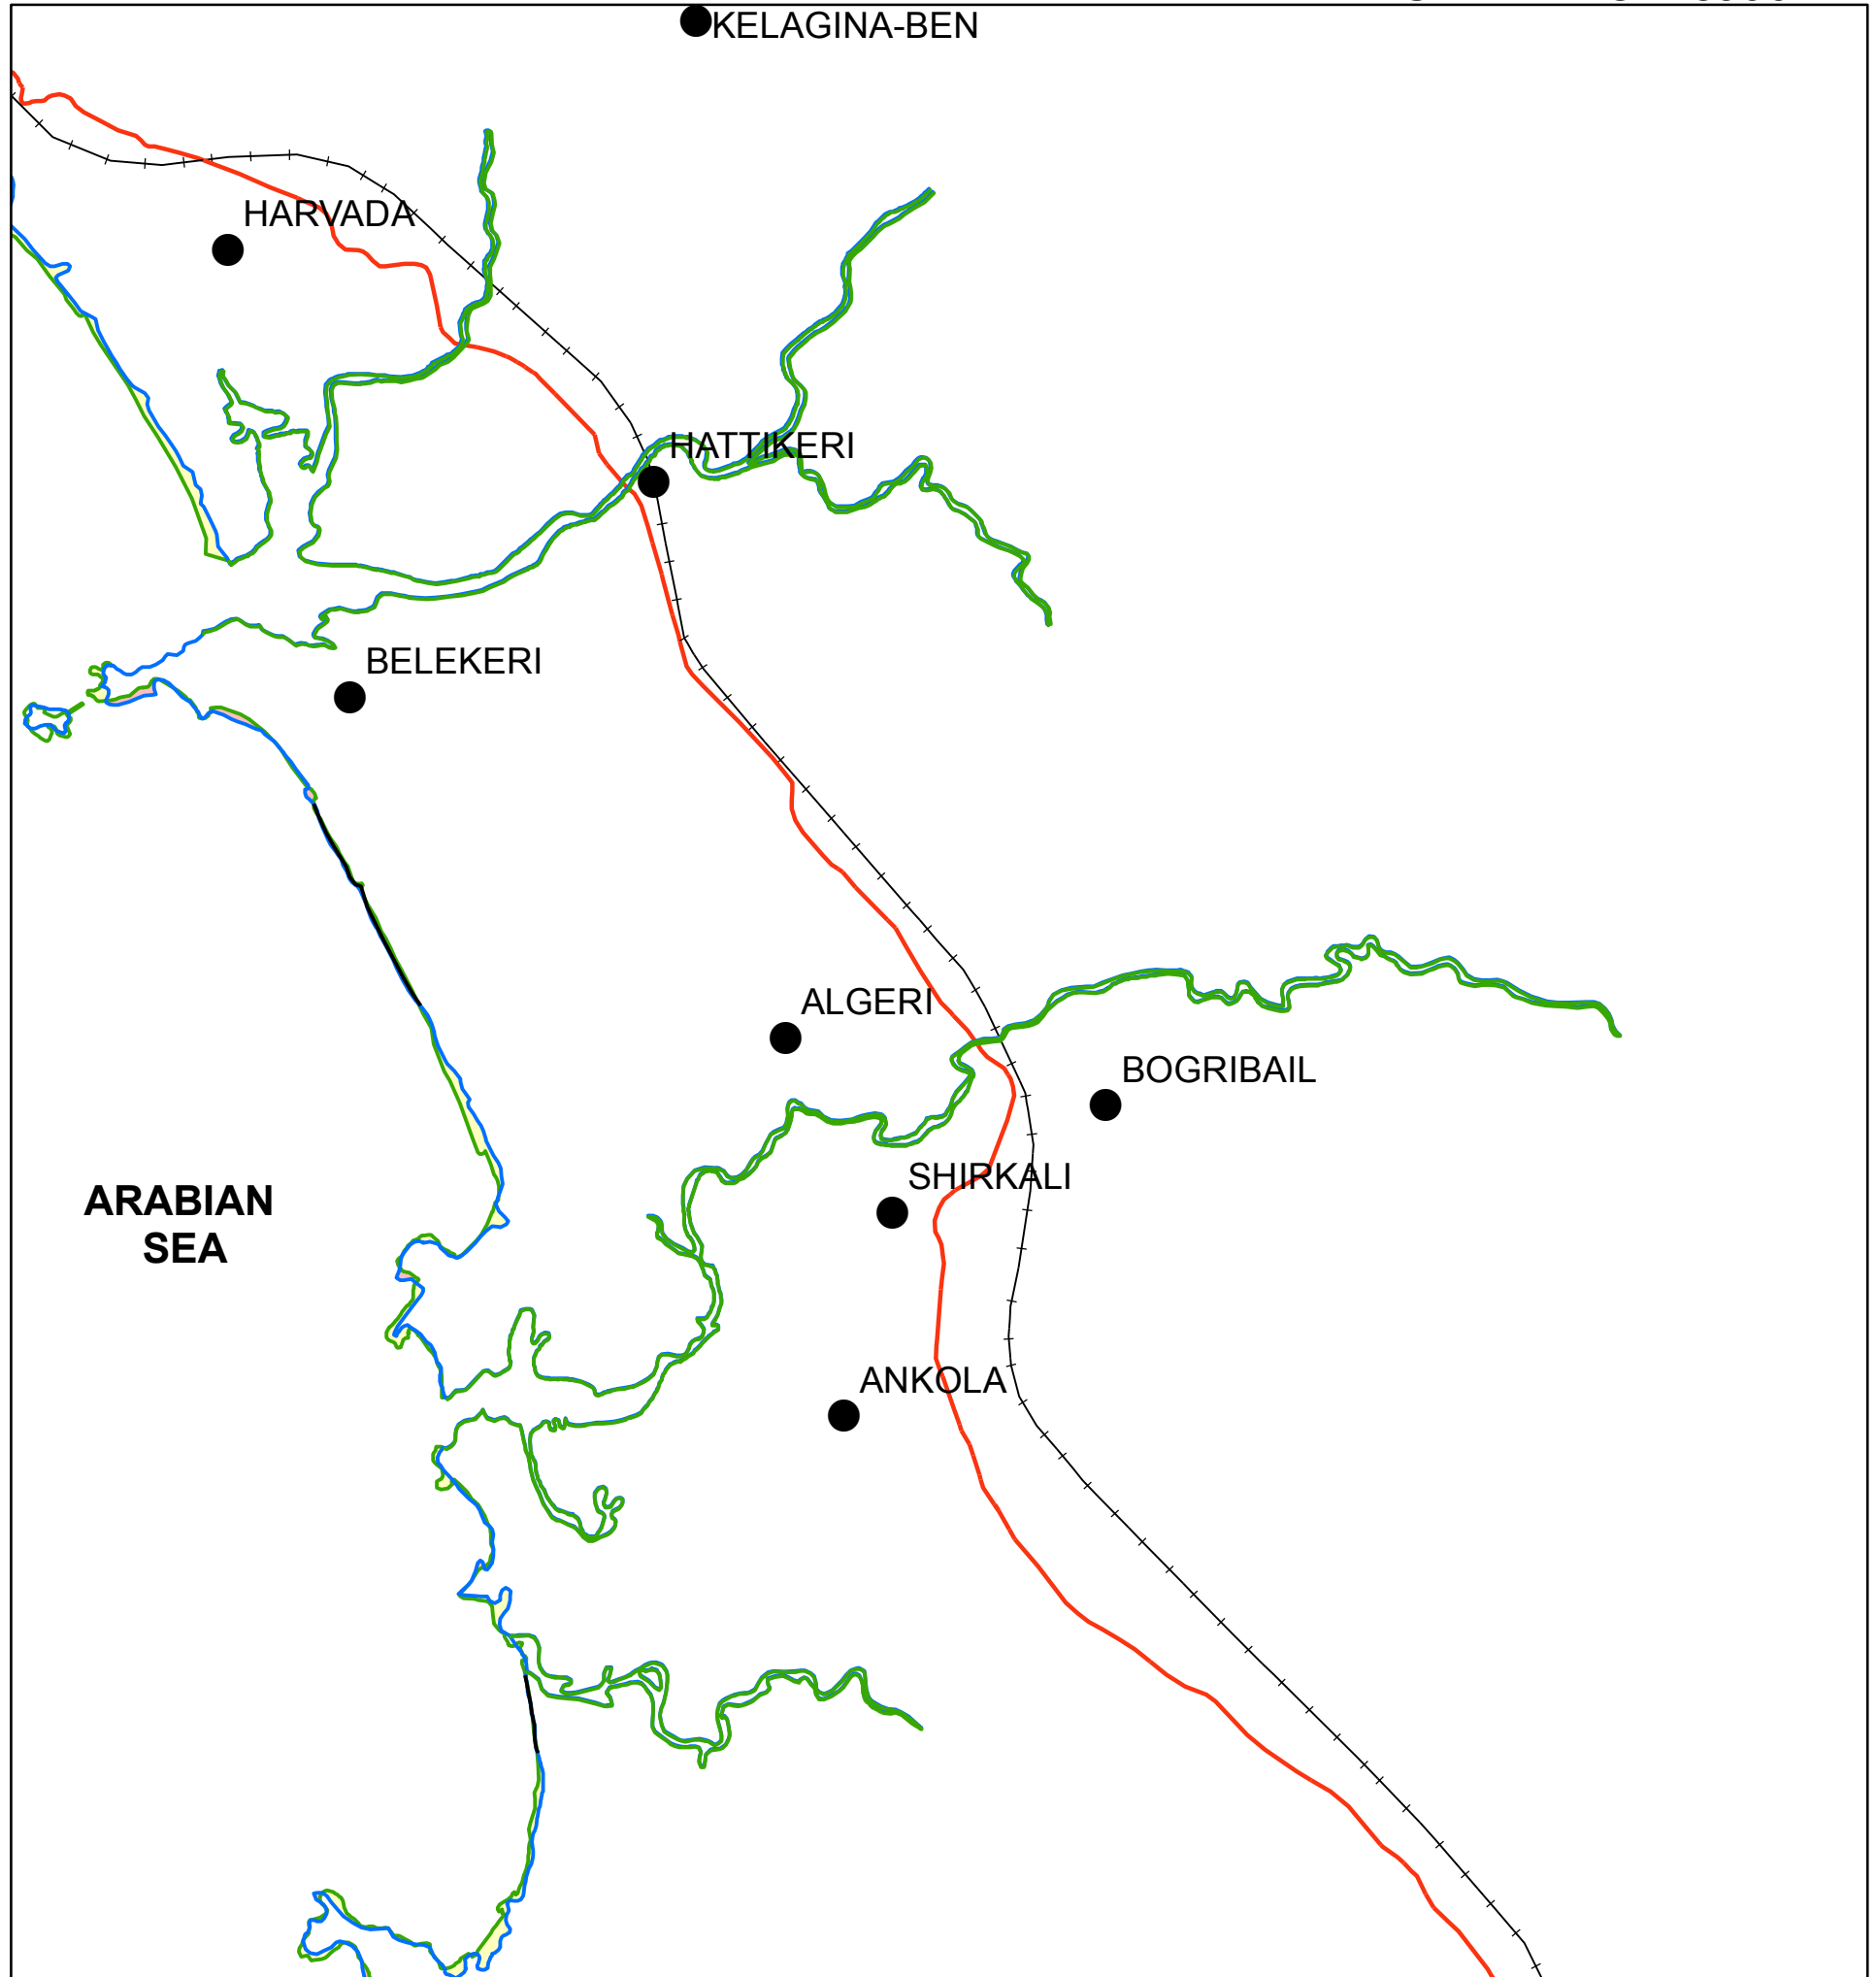 KELAGINA-BEN
HARVADA
HATTIKERI
BELEKERI
ALGERI
BOGRIBAIL
SHIRKALI
ARABIAN
SEA
ANKOLA